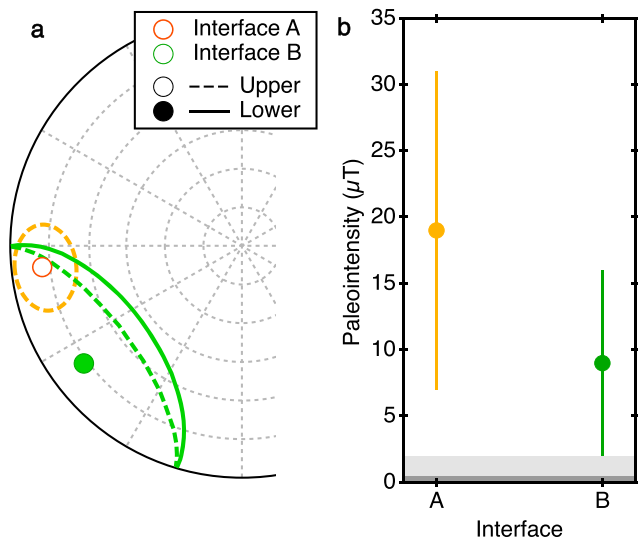 a
Interface A
Interface B
Upper
Lower
b
Paleointensity (μT)
35
30
25
20
15
10
5
0
A
B
Interface